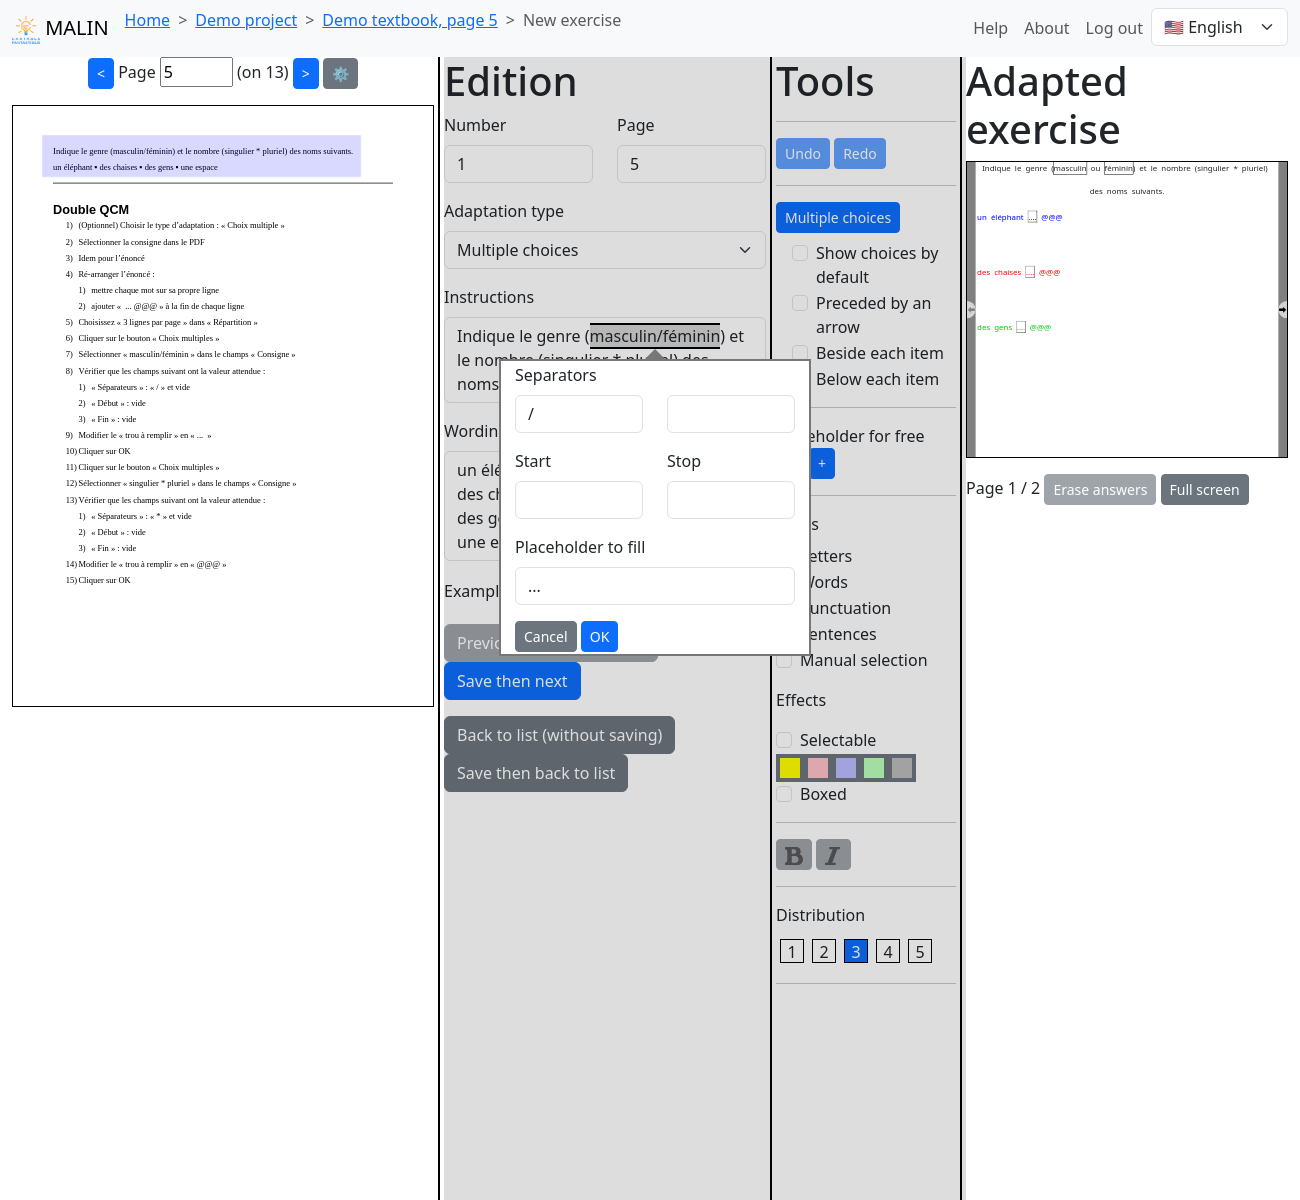 MALIN
Home > Demo project > Demo textbook, page 5 > New exercise
Help About Log out 🇺🇸 English
< Page 5 (on 13) > ⚙️
Indique le genre (masculin/féminin) et le nombre (singulier * pluriel) des noms suivants.
un éléphant • des chaises • des gens • une espace
Double QCM
1) (Optionnel) Choisir le type d’adaptation : « Choix multiple »
2) Sélectionner la consigne dans le PDF
3) Idem pour l’énoncé
4) Ré-arranger l’énoncé :
1) mettre chaque mot sur sa propre ligne
2) ajouter « ... @@@ » à la fin de chaque ligne
5) Choisissez « 3 lignes par page » dans « Répartition »
6) Cliquer sur le bouton « Choix multiples »
7) Sélectionner « masculin/féminin » dans le champs « Consigne »
8) Vérifier que les champs suivant ont la valeur attendue :
1) « Séparateurs » : « / » et vide
2) « Début » : vide
3) « Fin » : vide
9) Modifier le « trou à remplir » en « ... »
10) Cliquer sur OK
11) Cliquer sur le bouton « Choix multiples »
12) Sélectionner « singulier * pluriel » dans le champs « Consigne »
13) Vérifier que les champs suivant ont la valeur attendue :
1) « Séparateurs » : « * » et vide
2) « Début » : vide
3) « Fin » : vide
14) Modifier le « trou à remplir » en « @@@ »
15) Cliquer sur OK
Edition
Number Page
1 5
Adaptation type
Multiple choices
Instructions
Indique le genre (masculin/féminin) et
le nombre (singulier * pluriel) des
noms
Wordin
un élé
des ch
des ge
une e
Exampl
Previo
Save then next
Back to list (without saving)
Save then back to list
Separators
/
Start Stop
Placeholder to fill
...
Cancel OK
Tools
Undo Redo
Multiple choices
Show choices by
default
Preceded by an
arrow
Beside each item
Below each item
eholder for free
+
s
etters
Words
unctuation
entences
Manual selection
Effects
Selectable
Boxed
B I
Distribution
1 2 3 4 5
Adapted
exercise
Indique le genre (masculin ou féminin) et le nombre (singulier * pluriel)
des noms suivants.
un éléphant ... @@@
des chaises ... @@@
des gens ... @@@
Page 1 / 2 Erase answers Full screen